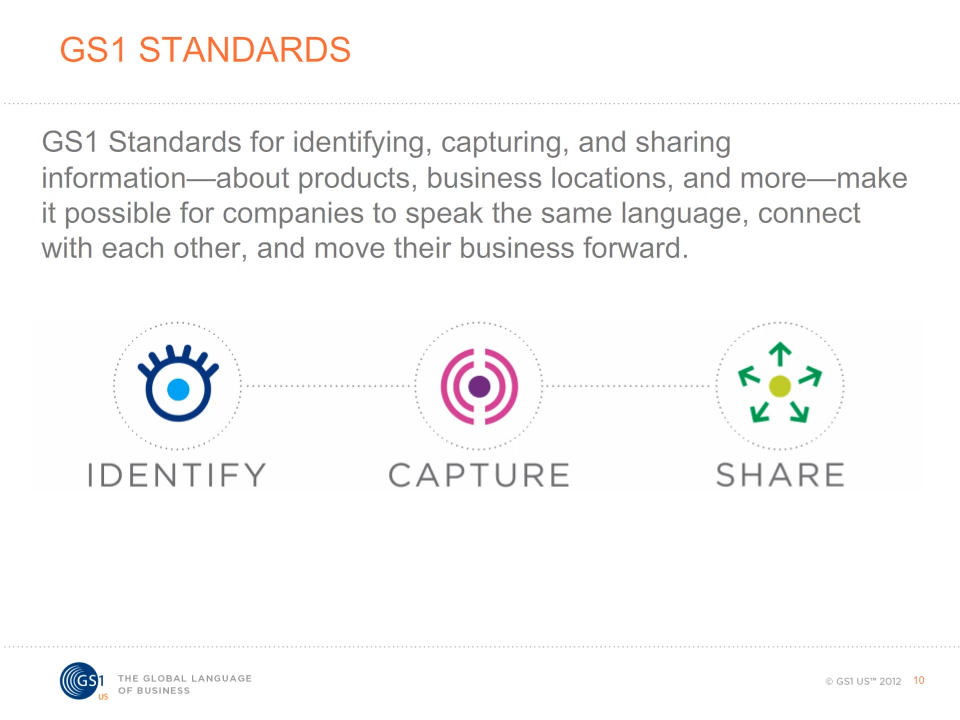 GS1 STANDARDS
GS1 Standards for identifying, capturing, and sharing
information—about products, business locations, and more—make
it possible for companies to speak the same language, connect
with each other, and move their business forward.
IDENTIFY
CAPTURE
SHARE
GS1
US
THE GLOBAL LANGUAGE
OF BUSINESS
© GS1 US™ 2012
10